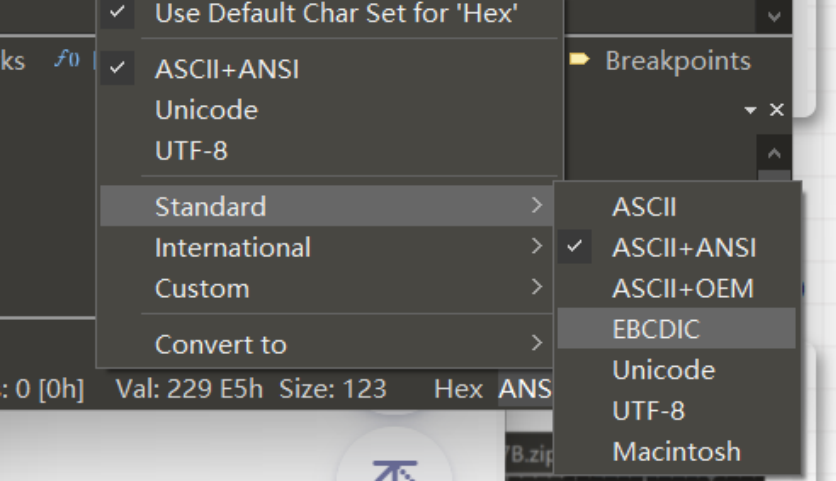 Use Default Char Set for 'Hex'
ks f() Breakpoints
ASCII+ANSI
Unicode
UTF-8
Standard
International
Custom
Convert to
ASCII
ASCII+ANSI
ASCII+OEM
EBCDIC
Unicode
UTF-8
Macintosh
: 0 [0h] Val: 229 E5h Size: 123 Hex ANS
7B.zip